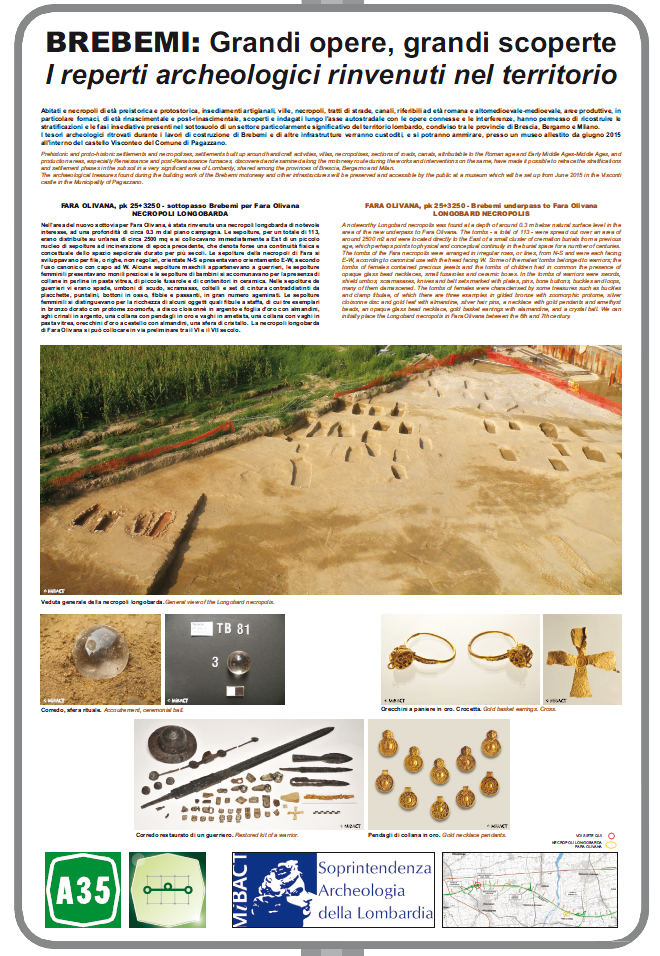 BREBEMI: Grandi opere, grandi scoperte
I reperti archeologici rinvenuti nel territorio
Abitati e necropoli di età preistorica e protostorica, insediamenti artigianali, ville, necropoli, tratti di strade, canali, riferibili ad età romana e altomedioevale-medioevale, aree produttive, in
particolare fornaci, di età rinascimentale e post-rinascimentale, scoperti e indagati lungo l'asse autostradale con le opere connesse e le interferenze, hanno permesso di ricostruire le
stratificazioni e le fasi insediative presenti nel sottosuolo di un settore particolarmente significativo del territorio lombardo, condiviso tra le provincie di Brescia, Bergamo e Milano.
I tesori archeologici ritrovati durante i lavori di costruzione di Brebemi e di altre infrastrutture verranno custoditi, e si potranno ammirare, presso un museo allestito da giugno 2015
all'interno del castello Visconteo del Comune di Pagazzano.
Prehistoric and proto-historic settlements and necropolises, settlements built up around handicraft activities, villas, necropolises, sections of roads, canals, attributable to the Roman age and Early Middle Ages-Middle Ages, and
production areas, especially Renaissance and post-Renaissance furnaces, discovered and examined along the motorway route during the works and interventions on the same, have made it possible to retrace the stratifications
and settlement phases in the subsoil in a very significant area of Lombardy, shared among the provinces of Brescia, Bergamo and Milan.
The archaeological treasures found during the building work of the Brebemi motorway and other infrastructures will be preserved and accessible by the public at a museum which will be set up from June 2015 in the Visconti
castle in the Municipality of Pagazzano.
FARA OLIVANA, pk 25+3250 - sottopasso Brebemi per Fara Olivana
NECROPOLI LONGOBARDA
Nell'area del nuovo sottovia per Fara Olivana, è stata rinvenuta una necropoli longobarda di notevole
interesse, ad una profondità di circa 0.3 m dal piano campagna. Le sepolture, per un totale di 113,
erano distribuite su un'area di circa 2500 mq e si collocavano immediatamente a Est di un piccolo
nucleo di sepolture ad incinerazione di epoca precedente, che denota forse una continuità fisica e
concettuale dello spazio sepolcrale durato per più secoli. Le sepolture della necropoli di Fara si
sviluppavano per file, o righe, non regolari, orientate N-S e presentavano orientamento E-W, secondo
l'uso canonico con capo ad W. Alcune sepolture maschili appartenevano a guerrieri, le sepolture
femminili presentavano monili preziosi e le sepolture di bambini si accomunavano per la presenza di
collane in perline in pasta vitrea, di piccole fusarole e di contenitori in ceramica. Nelle sepolture de
guerrieri vi erano spade, umboni di scudo, scramasax, coltelli e set di cintura contraddistinti da
placchette, puntalini, bottoni in osso, fibbie e passanti, in gran numero ageminati. Le sepolture
femminili si distinguevano per la ricchezza di alcuni oggetti quali fibule a staffa, di cui tre esemplari
in bronzo dorato con protome zoomorfa, a disco cloisonné in argento e foglia d'oro con almandini,
aghi crinali in argento, una collana con pendagli in oro e vaghi in ametista, una collana con vaghi in
pasta vitrea, orecchini d'oro a cestello con almandini, una sfera di cristallo. La necropoli longobarda
di Fara Olivana si può collocare in via preliminare tra il VI e il VII secolo.
FARA OLIVANA, pk 25+3250 - Brebemi underpass to Fara Olivana
LONGOBARD NECROPOLIS
A noteworthy Longobard necropolis was found at a depth of around 0.3 m below natural surface level in the
area of the new underpass to Fara Olivana. The tombs - a total of 113 - were spread out over an area of
around 2500 m2 and were located directly to the East of a small cluster of cremation burials from a previous
age, which perhaps points to physical and conceptual continuity in the burial space for a number of centuries.
The tombs of the Fara necropolis were arranged in irregular rows, or lines, from N-S and were each facing
E-W, according to canonical use with the head facing W. Some of the males' tombs belonged to warriors; the
tombs of females contained precious jewels and the tombs of children had in common the presence of
opaque glass bead necklaces, small fusaioles and ceramic boxes. In the tombs of warriors were swords,
shield umbos, scramasaxes, knives and belt sets marked with plates, pins, bone buttons, buckles and loops,
many of them damascened. The tombs of females were characterised by some treasures such as buckles
and clamp fibulae, of which there are three examples in gilded bronze with zoomorphic protome, silver
cloisonne disc and gold leaf with almandine, silver hair pins, a necklace with gold pendants and amethyst
beads, an opaque glass bead necklace, gold basket earrings with alamandine, and a crystal ball. We can
initially place the Longobard necropolis in Fara Olivana between the 6th and 7th century.
© MiBACT
Veduta generale della necropoli longobarda. General view of the Longobard necropolis.
TB 81
3
© MiBACT
© MiBACT
© MiBACT
© MiBACT
Corredo, sfera rituale. Accoutrement, ceremonial ball.
Orecchini a paniere in oro. Crocetta. Gold basket earrings. Cross.
© MiBACT
© MiBACT
Corredo restaurato di un guerriero. Restored kit of a warrior.
Pendagli di collana in oro. Gold necklace pendants.
VOI SIETE QUI
NECROPOLI LONGOBARDA
FARA OLIVANA
A35
MiBACT
Soprintendenza
Archeologia
della Lombardia